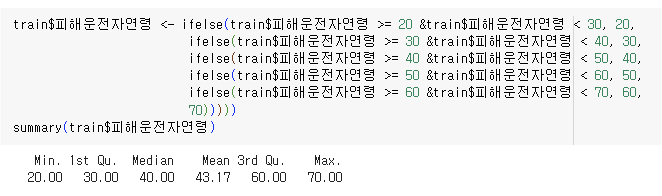 train$피해운전자연령 <- ifelse(train$피해운전자연령 >= 20 &train$피해운전자연령 < 30, 20,
ifelse(train$피해운전자연령 >= 30 &train$피해운전자연령 < 40, 30,
ifelse(train$피해운전자연령 >= 40 &train$피해운전자연령 < 50, 40,
ifelse(train$피해운전자연령 >= 50 &train$피해운전자연령 < 60, 50,
ifelse(train$피해운전자연령 >= 60 &train$피해운전자연령 < 70, 60,
70)))))
summary(train$피해운전자연령)
Min. 1st Qu. Median Mean 3rd Qu. Max.
20.00 30.00 40.00 43.17 60.00 70.00